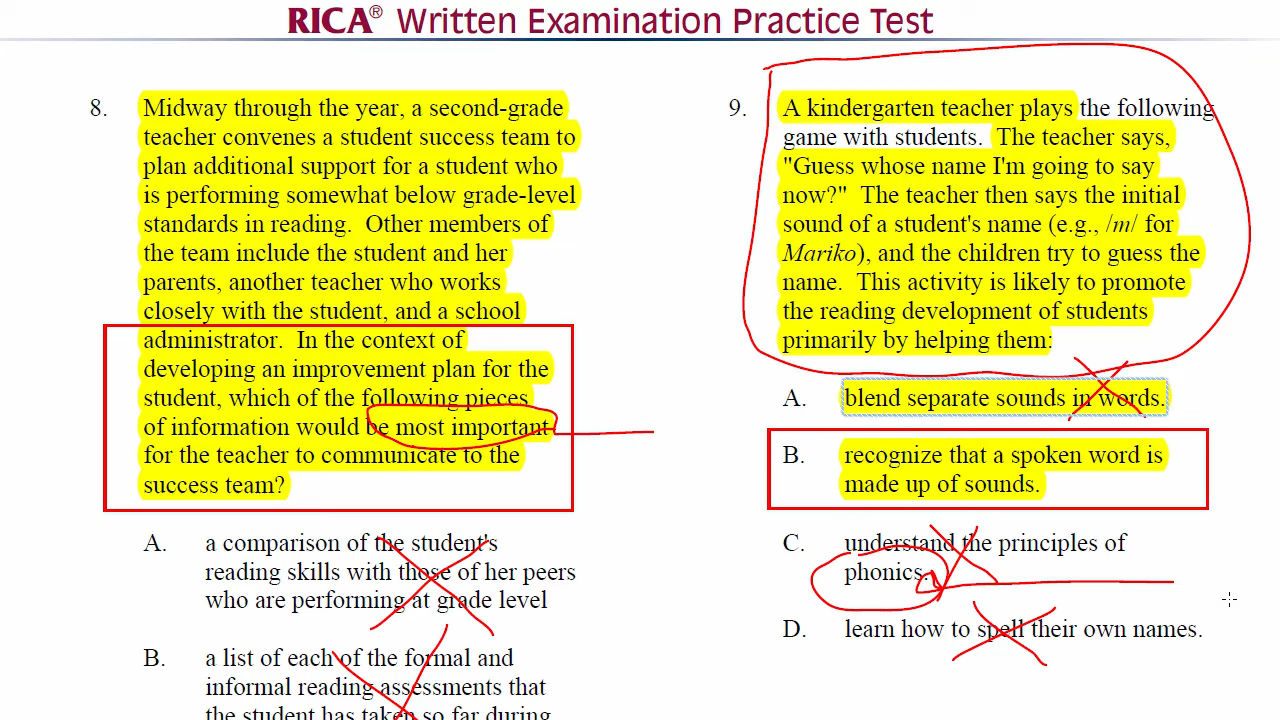 RICA® Written Examination Practice Test
8. Midway through the year, a second-grade
teacher convenes a student success team to
plan additional support for a student who
is performing somewhat below grade-level
standards in reading. Other members of
the team include the student and her
parents, another teacher who works
closely with the student, and a school
administrator. In the context of
developing an improvement plan for the
student, which of the following pieces
of information would be most important
for the teacher to communicate to the
success team?
A. a comparison of the student's
reading skills with those of her peers
who are performing at grade level
B. a list of each of the formal and
informal reading assessments that
the student has taken so far during
9. A kindergarten teacher plays the following
game with students. The teacher says,
"Guess whose name I'm going to say
now?" The teacher then says the initial
sound of a student's name (e.g., /m/ for
Mariko), and the children try to guess the
name. This activity is likely to promote
the reading development of students
primarily by helping them:
A. blend separate sounds in words.
B. recognize that a spoken word is
made up of sounds.
C. understand the principles of
phonics.
D. learn how to spell their own names.